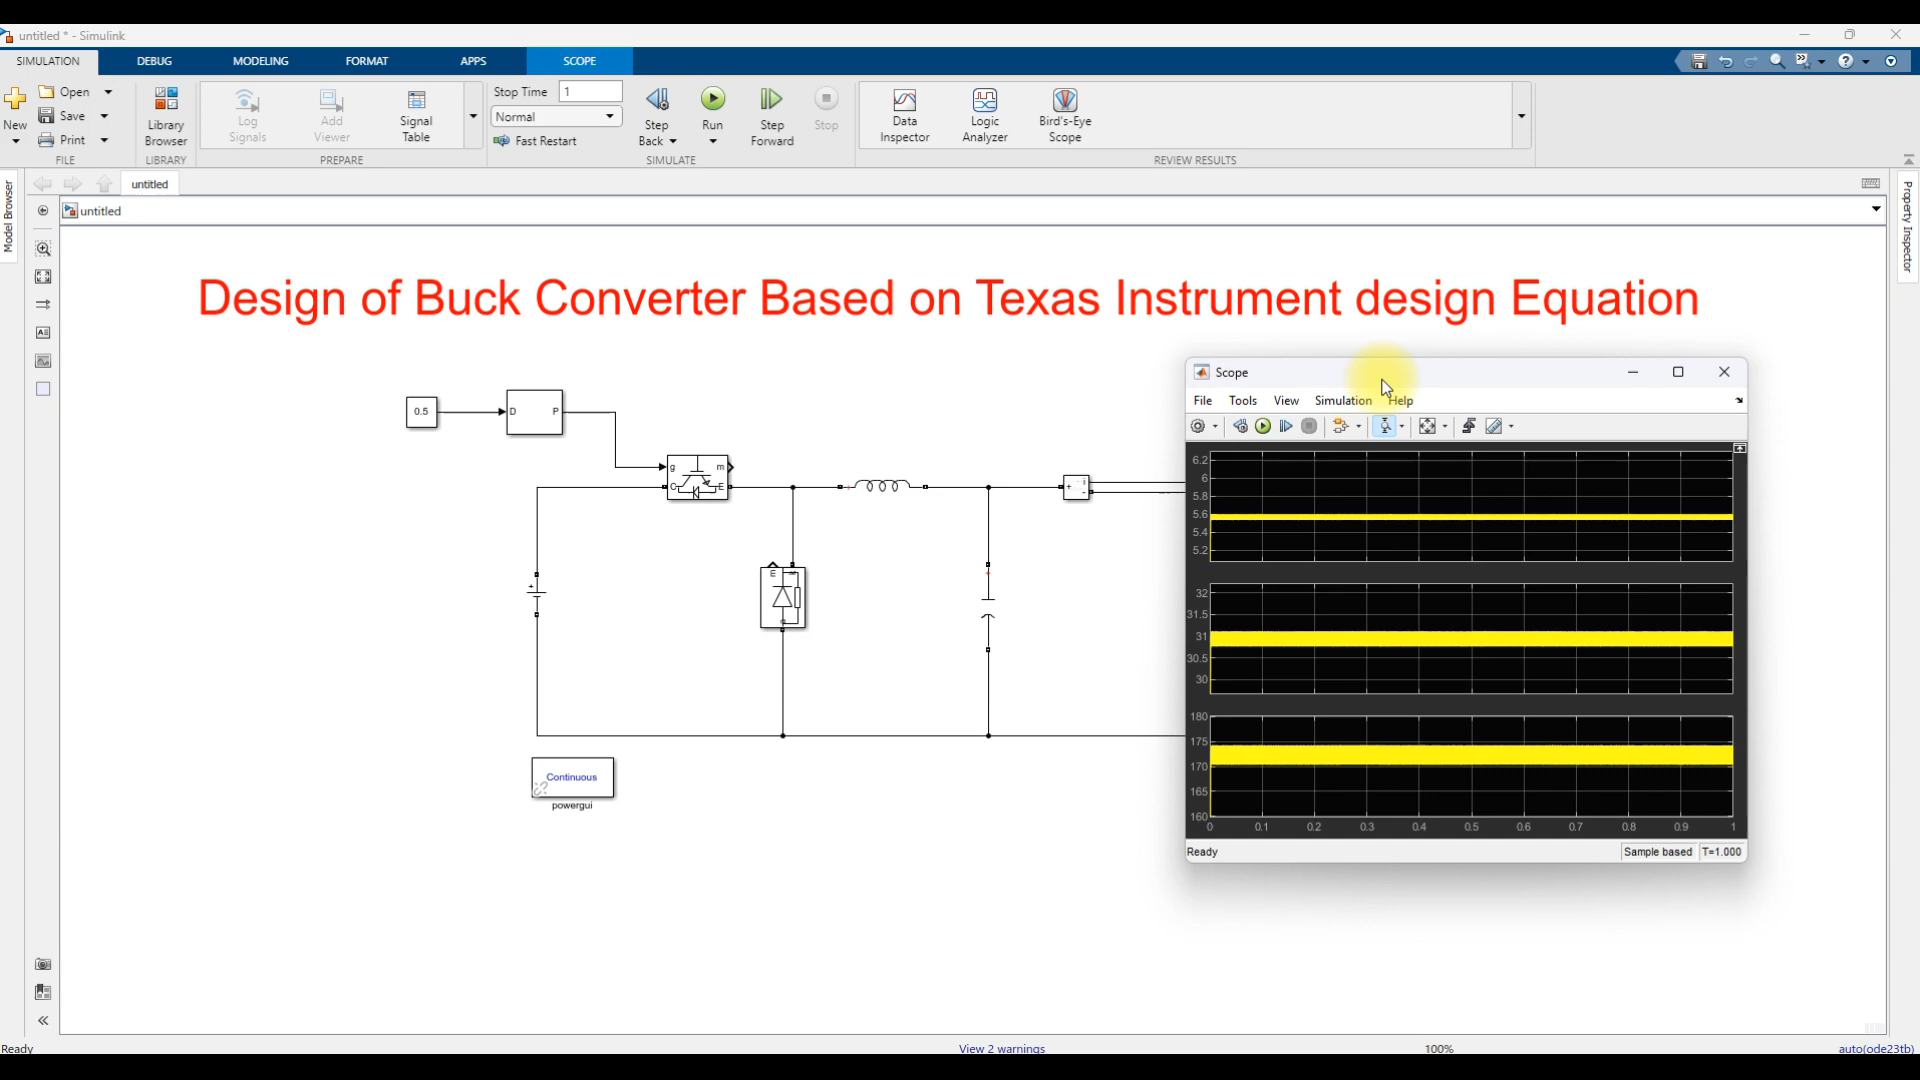 untitled * - Simulink
SIMULATION DEBUG MODELING FORMAT APPS SCOPE
New
Open
Save
Print
FILE
Library
Browser
LIBRARY
Log
Signals
Add
Viewer
Signal
Table
PREPARE
Stop Time 1
Normal
Fast Restart
Step
Back
Run
Step
Forward
Stop
SIMULATE
Data
Inspector
Logic
Analyzer
Bird's-Eye
Scope
REVIEW RESULTS
Model Browser
Property Inspector
untitled
untitled
Design of Buck Converter Based on Texas Instrument design Equation
0.5
D P
g m
C E
+
+ i
-
Continuous
powergui
Scope
File Tools View Simulation Help
6.2
6
5.8
5.6
5.4
5.2
32
31.5
31
30.5
30
180
175
170
165
160
0 0.1 0.2 0.3 0.4 0.5 0.6 0.7 0.8 0.9 1
Ready Sample based T=1.000
Ready View 2 warnings 100% auto(ode23tb)